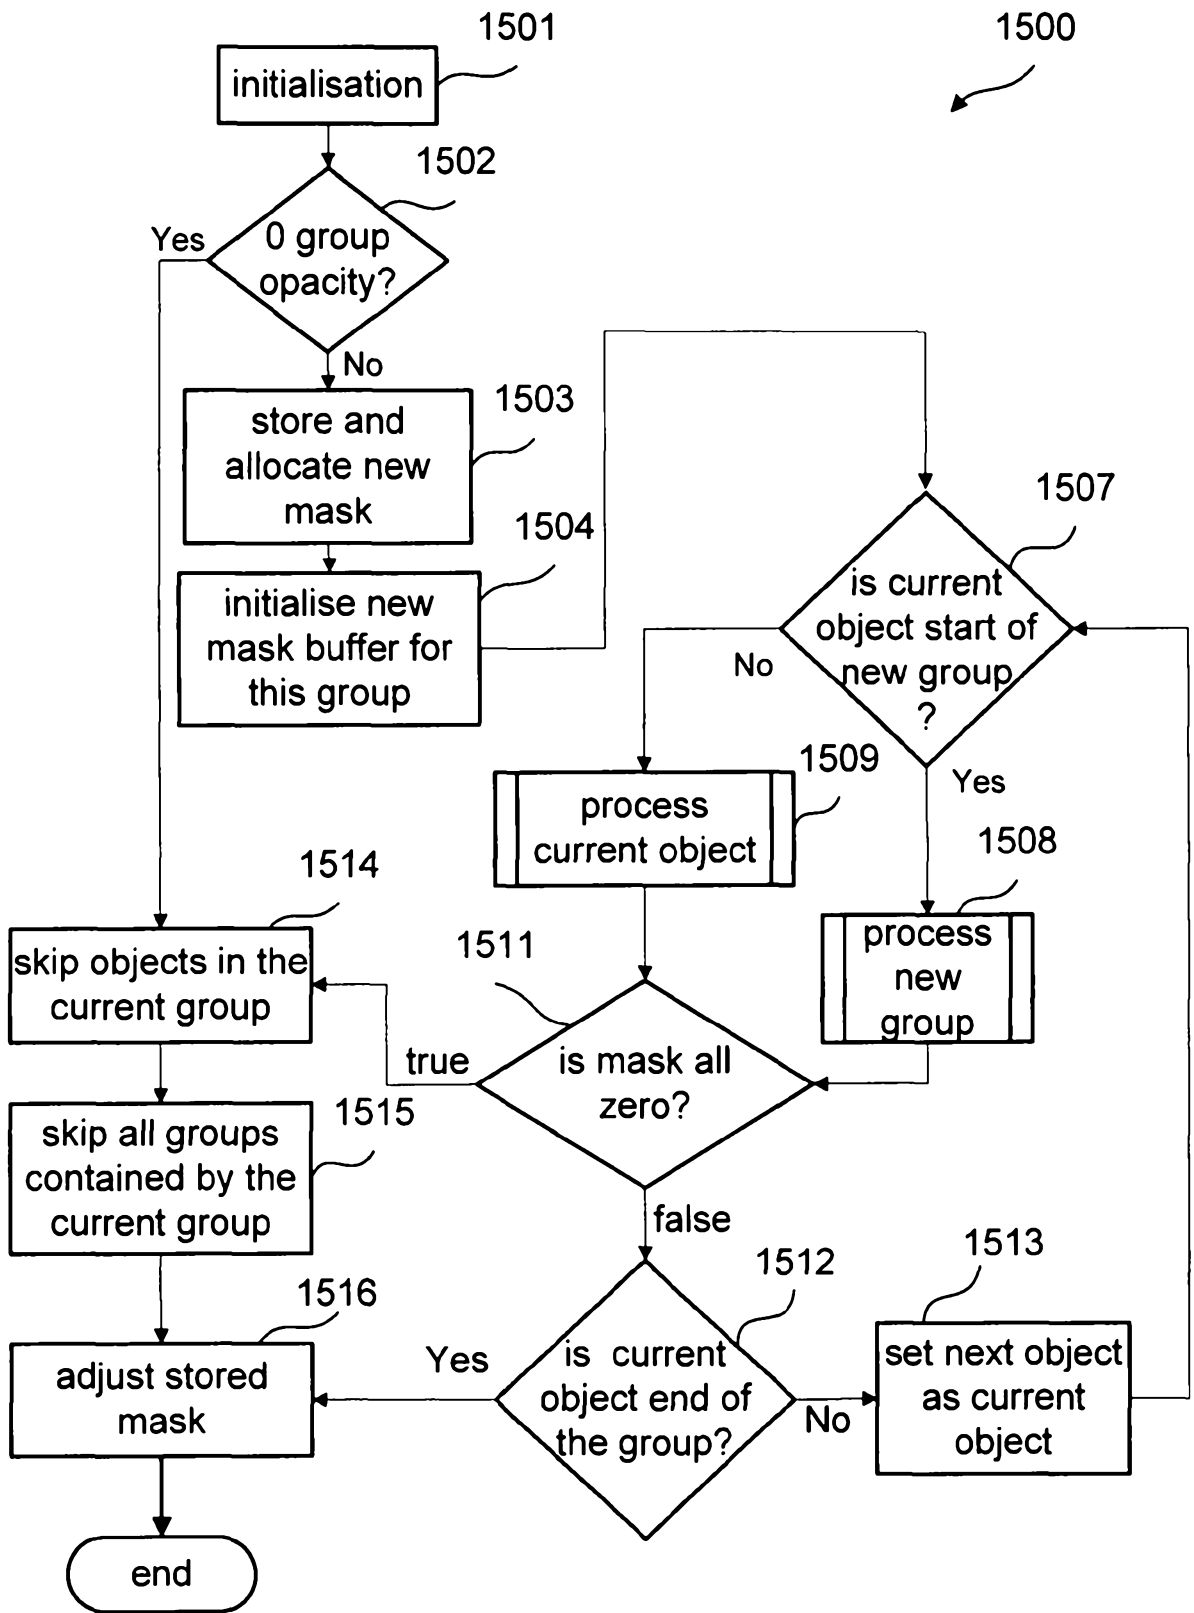 1501
1500
initialisation
1502
0 group
opacity?
Yes
No
1503
store and
allocate new
mask
1504
initialise new
mask buffer for
this group
1507
is current
object start of
new group
?
No
Yes
1509
process
current object
1508
process
new
group
1514
skip objects in the
current group
1511
is mask all
zero?
true
false
1515
skip all groups
contained by the
current group
1512
is current
object end of
the group?
Yes
No
1513
set next object
as current
object
1516
adjust stored
mask
end